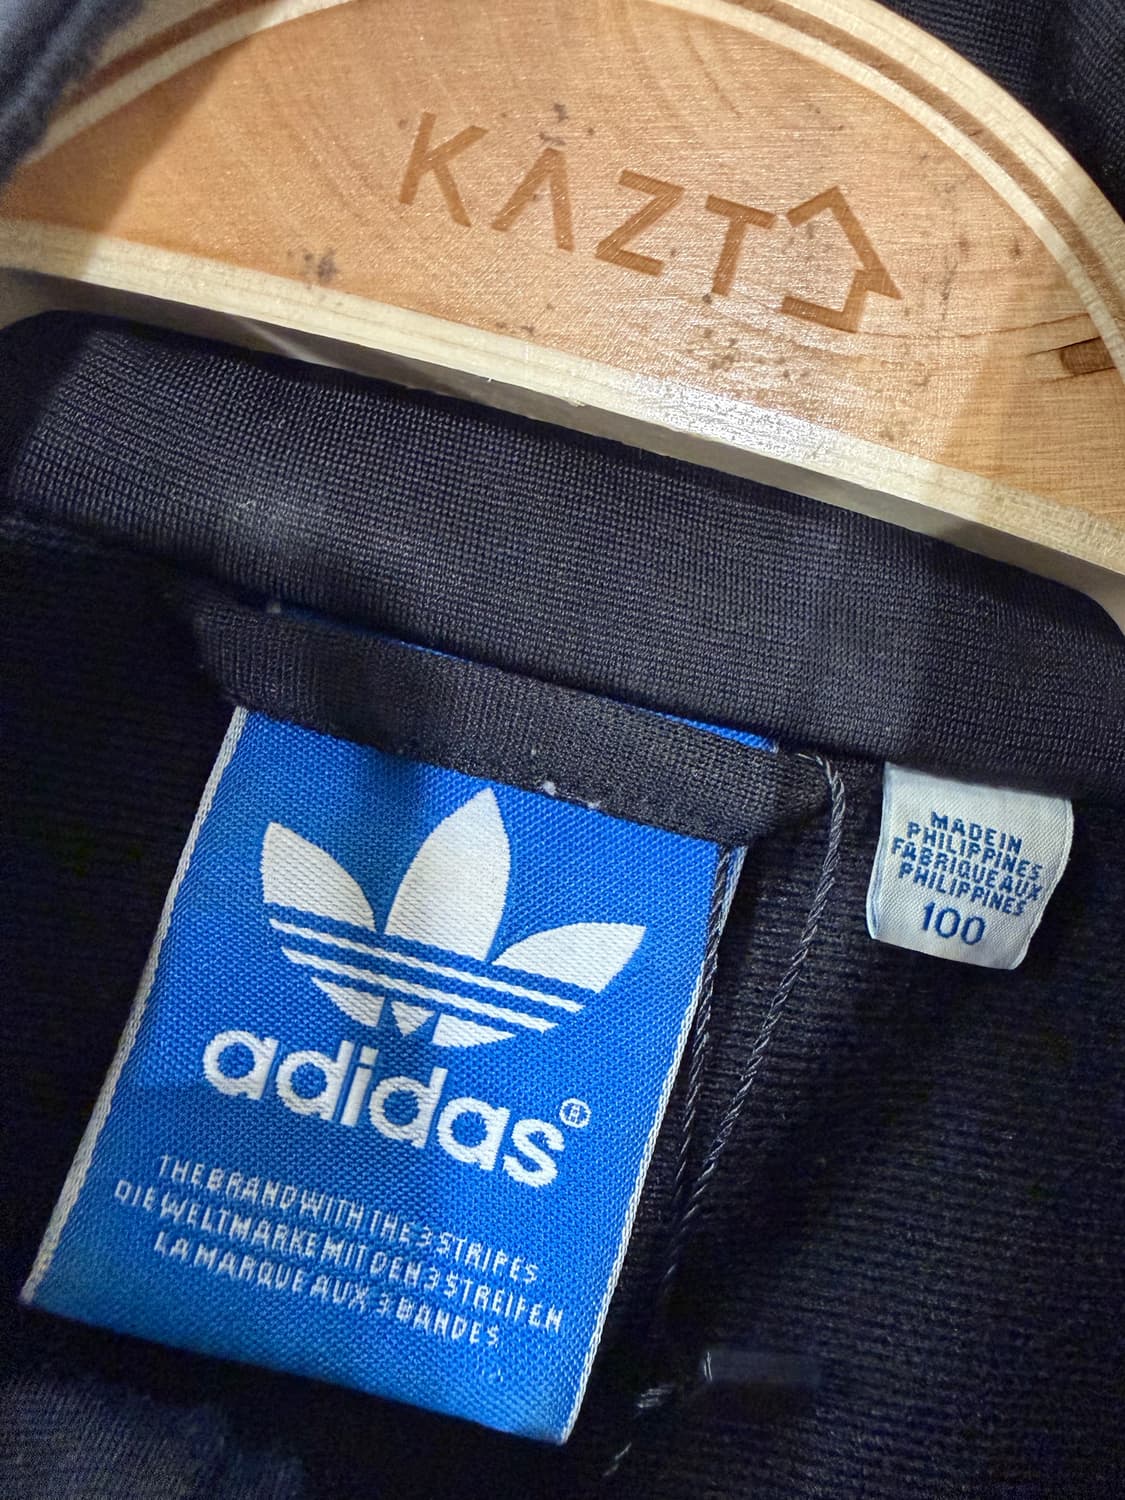 KAZT
adidas®
THE BRAND WITH THE 3 STRIPES
DIE WELTMARKE MIT DEN 3 STREIFEN
LA MARQUE AUX 3 BANDES
MADE IN
PHILIPPINES
FABRIQUE AUX
PHILIPPINES
100